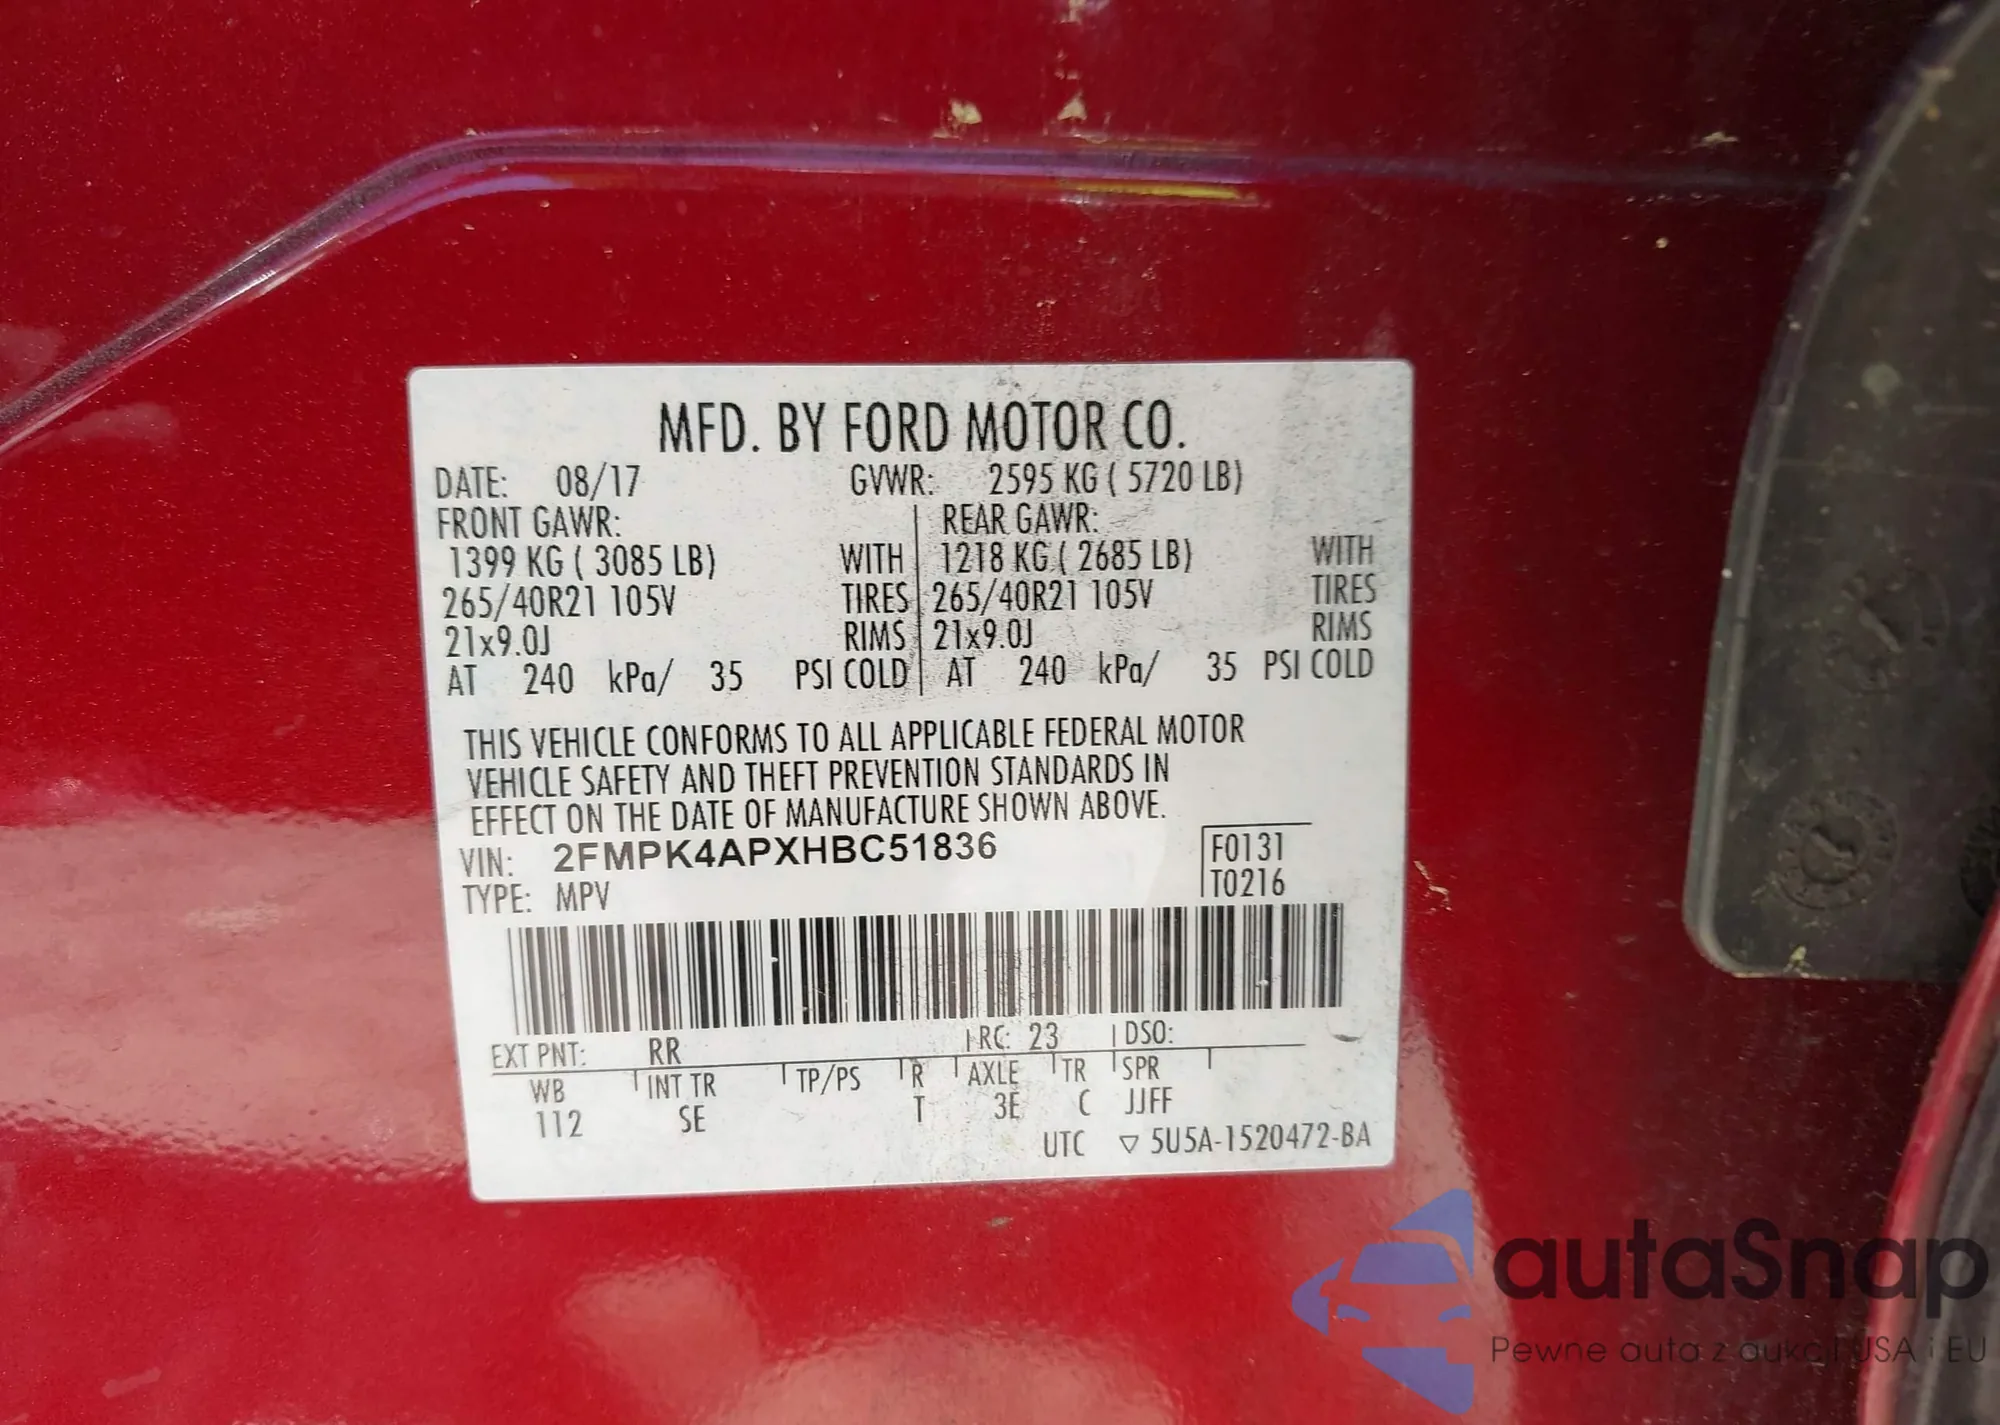 MFD. BY FORD MOTOR CO.
DATE: 08/17 GVWR: 2595 KG ( 5720 LB)
FRONT GAWR: REAR GAWR:
1399 KG ( 3085 LB) WITH 1218 KG ( 2685 LB) WITH
265/40R21 105V TIRES 265/40R21 105V TIRES
21x9.0J RIMS 21x9.0J RIMS
AT 240 kPa/ 35 PSI COLD AT 240 kPa/ 35 PSI COLD
THIS VEHICLE CONFORMS TO ALL APPLICABLE FEDERAL MOTOR
VEHICLE SAFETY AND THEFT PREVENTION STANDARDS IN
EFFECT ON THE DATE OF MANUFACTURE SHOWN ABOVE.
VIN: 2FMPK4APXHBC51836 F0131
TYPE: MPV T0216
EXT PNT: RR RC: 23 DSO:
WB INT TR TP/PS R AXLE TR SPR
112 SE T 3E C JJFF
UTC ▽ 5U5A-1520472-BA
autaSnap
Pewne auta z aukcji USA i EU